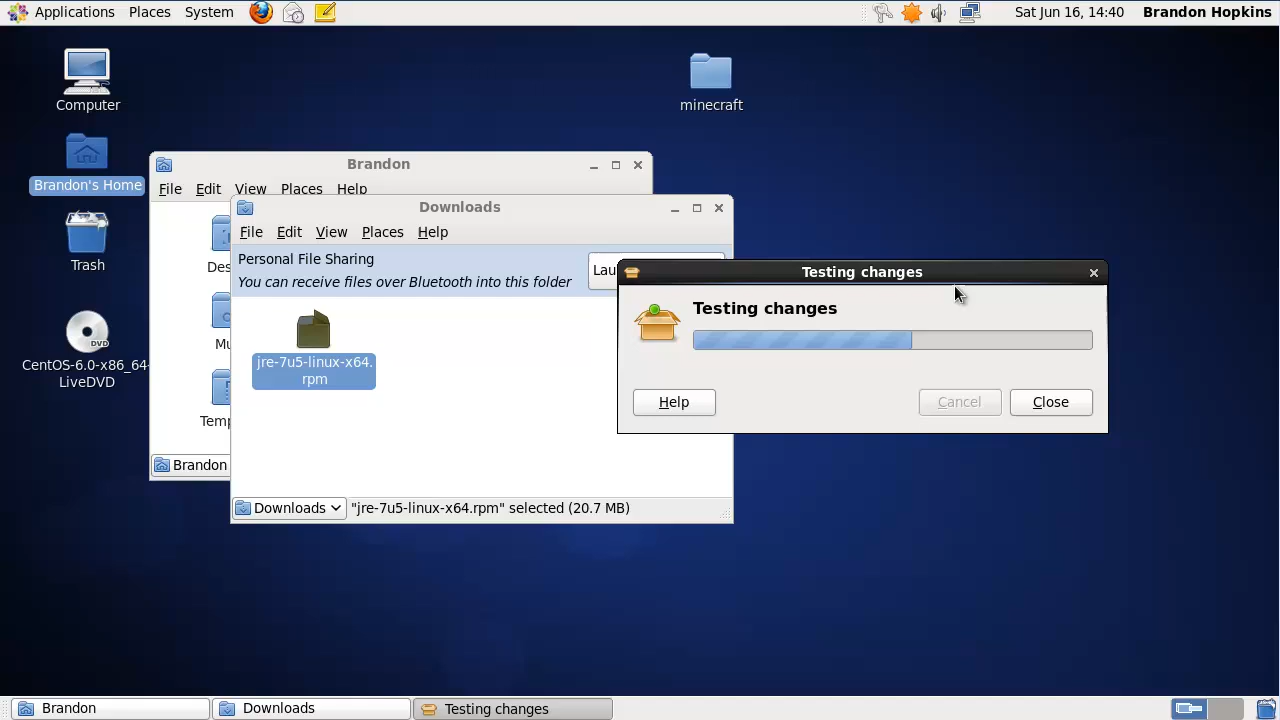 Applications Places System
Sat Jun 16, 14:40 Brandon Hopkins
Computer
minecraft
Brandon's Home
Trash
DVD
CentOS-6.0-x86_64-
LiveDVD
Brandon
File Edit View Places Help
Des
Mu
Temp
Brandon
Downloads
File Edit View Places Help
Personal File Sharing
You can receive files over Bluetooth into this folder
Lau
jre-7u5-linux-x64.
rpm
Downloads "jre-7u5-linux-x64.rpm" selected (20.7 MB)
Testing changes
Testing changes
Help Cancel Close
Brandon Downloads Testing changes